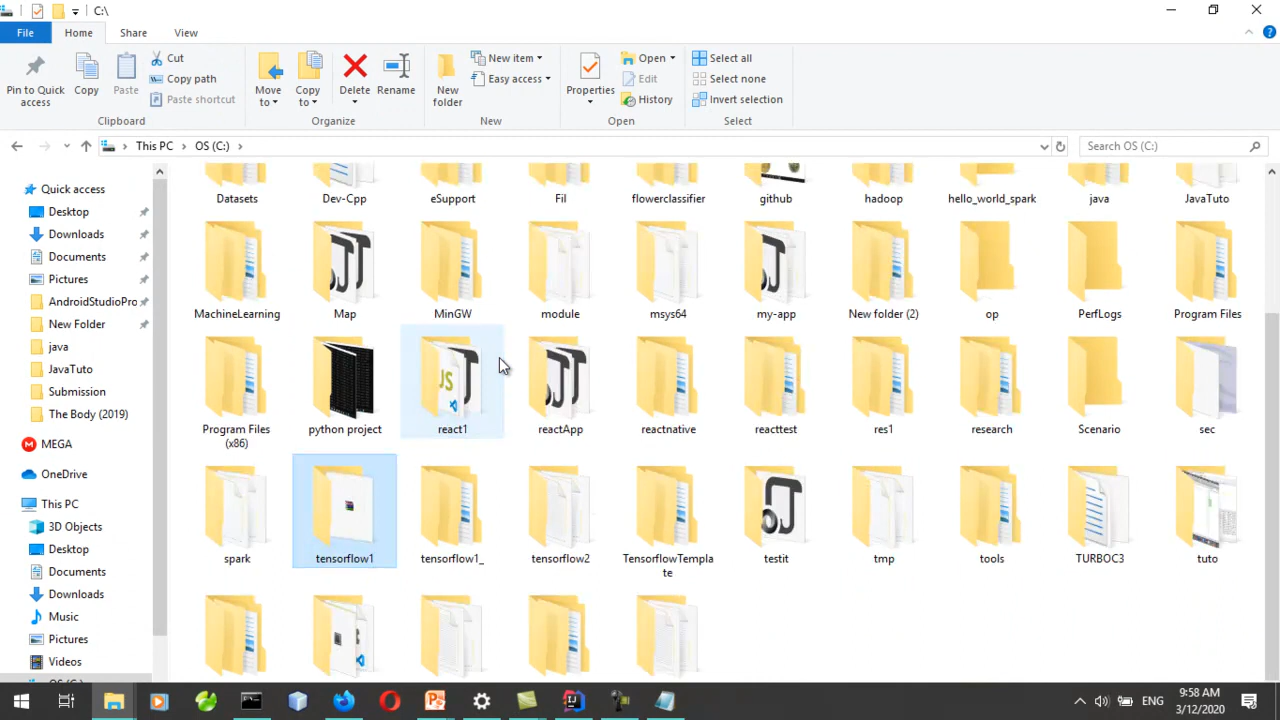 C:\
File Home Share View
Pin to Quick access
Copy
Paste
Cut
Copy path
Paste shortcut
Move to
Copy to
Delete
Rename
New folder
New item
Easy access
Properties
Open
Edit
History
Select all
Select none
Invert selection
Clipboard Organize New Open Select
This PC OS (C:)
Search OS (C:)
Quick access
Desktop
Downloads
Documents
Pictures
AndroidStudioPro
New Folder
java
JavaTuto
Submission
The Body (2019)
MEGA
OneDrive
This PC
3D Objects
Desktop
Documents
Downloads
Music
Pictures
Videos
OS (C:)
Datasets Dev-Cpp eSupport Fil flowerclassifier github hadoop hello_world_spark java JavaTuto
MachineLearning Map MinGW module msys64 my-app New folder (2) op PerfLogs Program Files
Program Files (x86) python project react1 reactApp reactnative reacttest res1 research Scenario sec
JS
spark tensorflow1 tensorflow1_ tensorflow2 TensorflowTempla
te
testit tmp tools TURBOC3 tuto
ENG
9:58 AM
3/12/2020